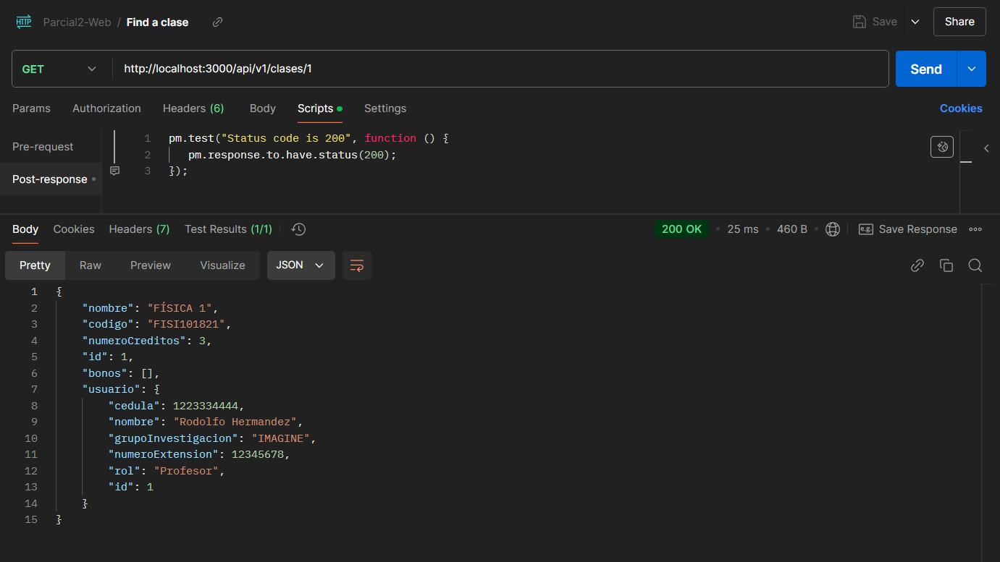 HTTP Parcial2-Web / Find a clase Save Share
GET http://localhost:3000/api/v1/clases/1 Send
Params Authorization Headers (6) Body Scripts Settings Cookies
Pre-request
Post-response
1 pm.test("Status code is 200", function () {
2 pm.response.to.have.status(200);
3 });
Body Cookies Headers (7) Test Results (1/1) 200 OK 25 ms 460 B e.g. Save Response
Pretty Raw Preview Visualize JSON
1 {
2 "nombre": "FÍSICA 1",
3 "codigo": "FISI101821",
4 "numeroCreditos": 3,
5 "id": 1,
6 "bonos": [],
7 "usuario": {
8 "cedula": 1223334444,
9 "nombre": "Rodolfo Hermandez",
10 "grupoInvestigacion": "IMAGINE",
11 "numeroExtension": 12345678,
12 "rol": "Profesor",
13 "id": 1
14 }
15 }